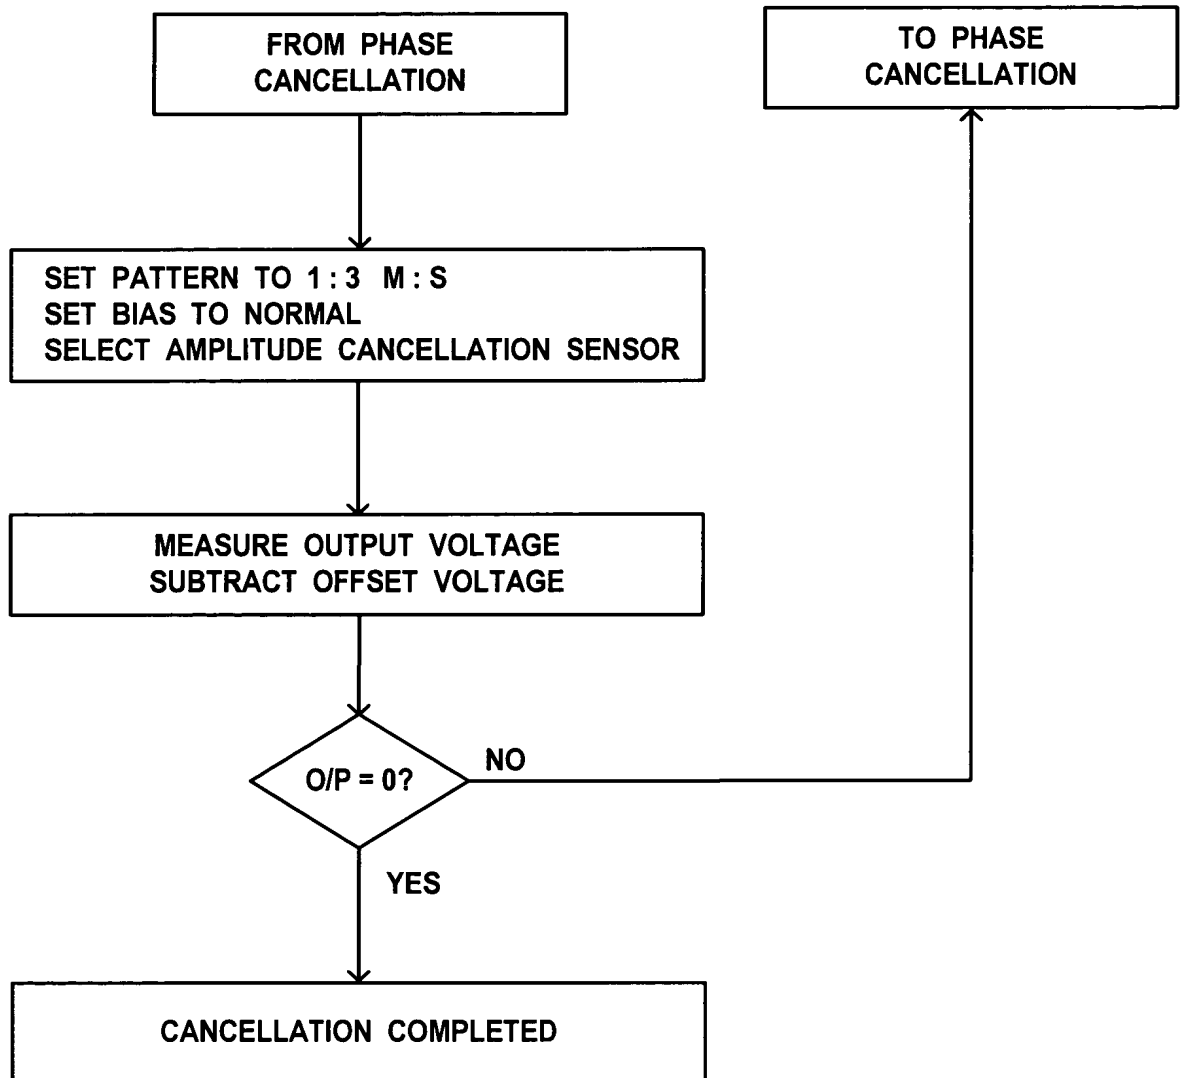 FROM PHASE
CANCELLATION
TO PHASE
CANCELLATION
SET PATTERN TO 1 : 3 M : S
SET BIAS TO NORMAL
SELECT AMPLITUDE CANCELLATION SENSOR
MEASURE OUTPUT VOLTAGE
SUBTRACT OFFSET VOLTAGE
O/P = 0?
NO
YES
CANCELLATION COMPLETED